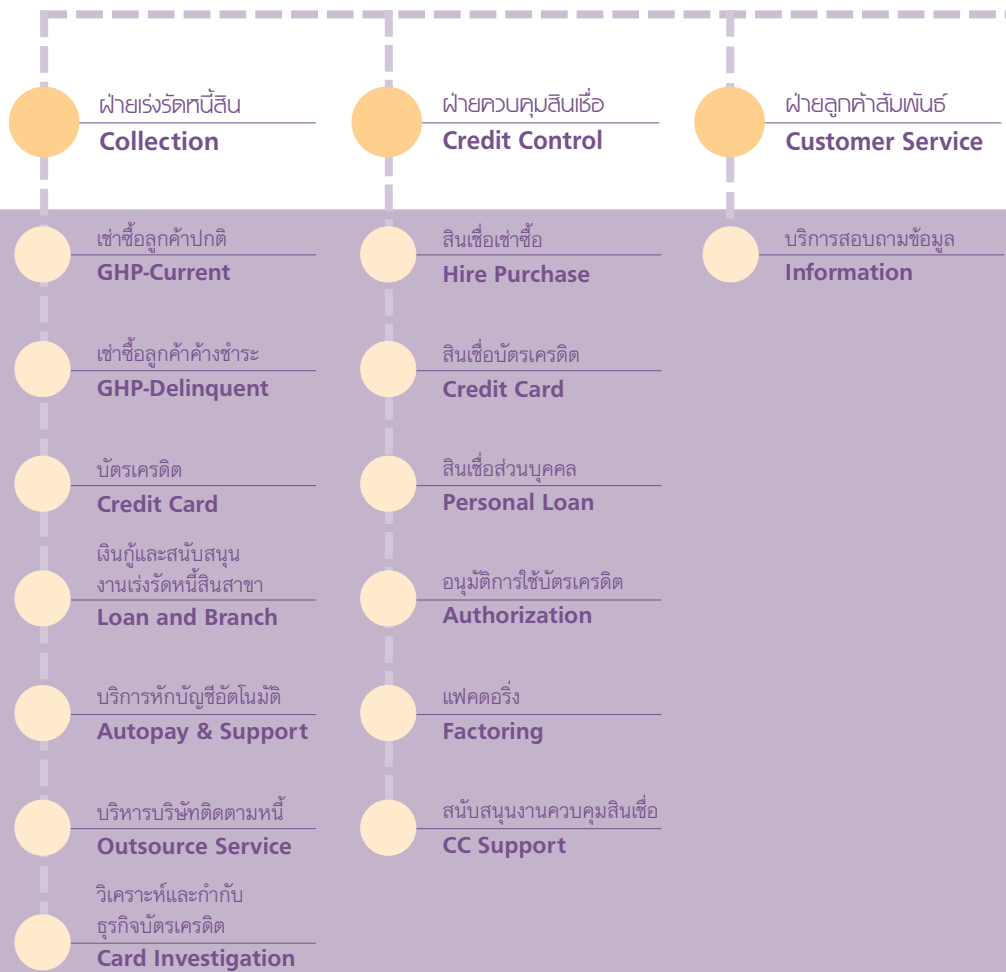 ฝ่ายเร่งรัดหนี้สิน
Collection
เช่าซื้อลูกค้าปกติ
GHP-Current
เช่าซื้อลูกค้าค้างชำระ
GHP-Delinquent
บัตรเครดิต
Credit Card
เงินกู้และสนับสนุน
งานเร่งรัดหนี้สินสาขา
Loan and Branch
บริการหักบัญชีอัตโนมัติ
Autopay & Support
บริหารบริษัทติดตามหนี้
Outsource Service
วิเคราะห์และกำกับ
ธุรกิจบัตรเครดิต
Card Investigation
ฝ่ายควบคุมสินเชื่อ
Credit Control
สินเชื่อเช่าซื้อ
Hire Purchase
สินเชื่อบัตรเครดิต
Credit Card
สินเชื่อส่วนบุคคล
Personal Loan
อนุมัติการใช้บัตรเครดิต
Authorization
แฟคตอริ่ง
Factoring
สนับสนุนงานควบคุมสินเชื่อ
CC Support
ฝ่ายลูกค้าสัมพันธ์
Customer Service
บริการสอบถามข้อมูล
Information